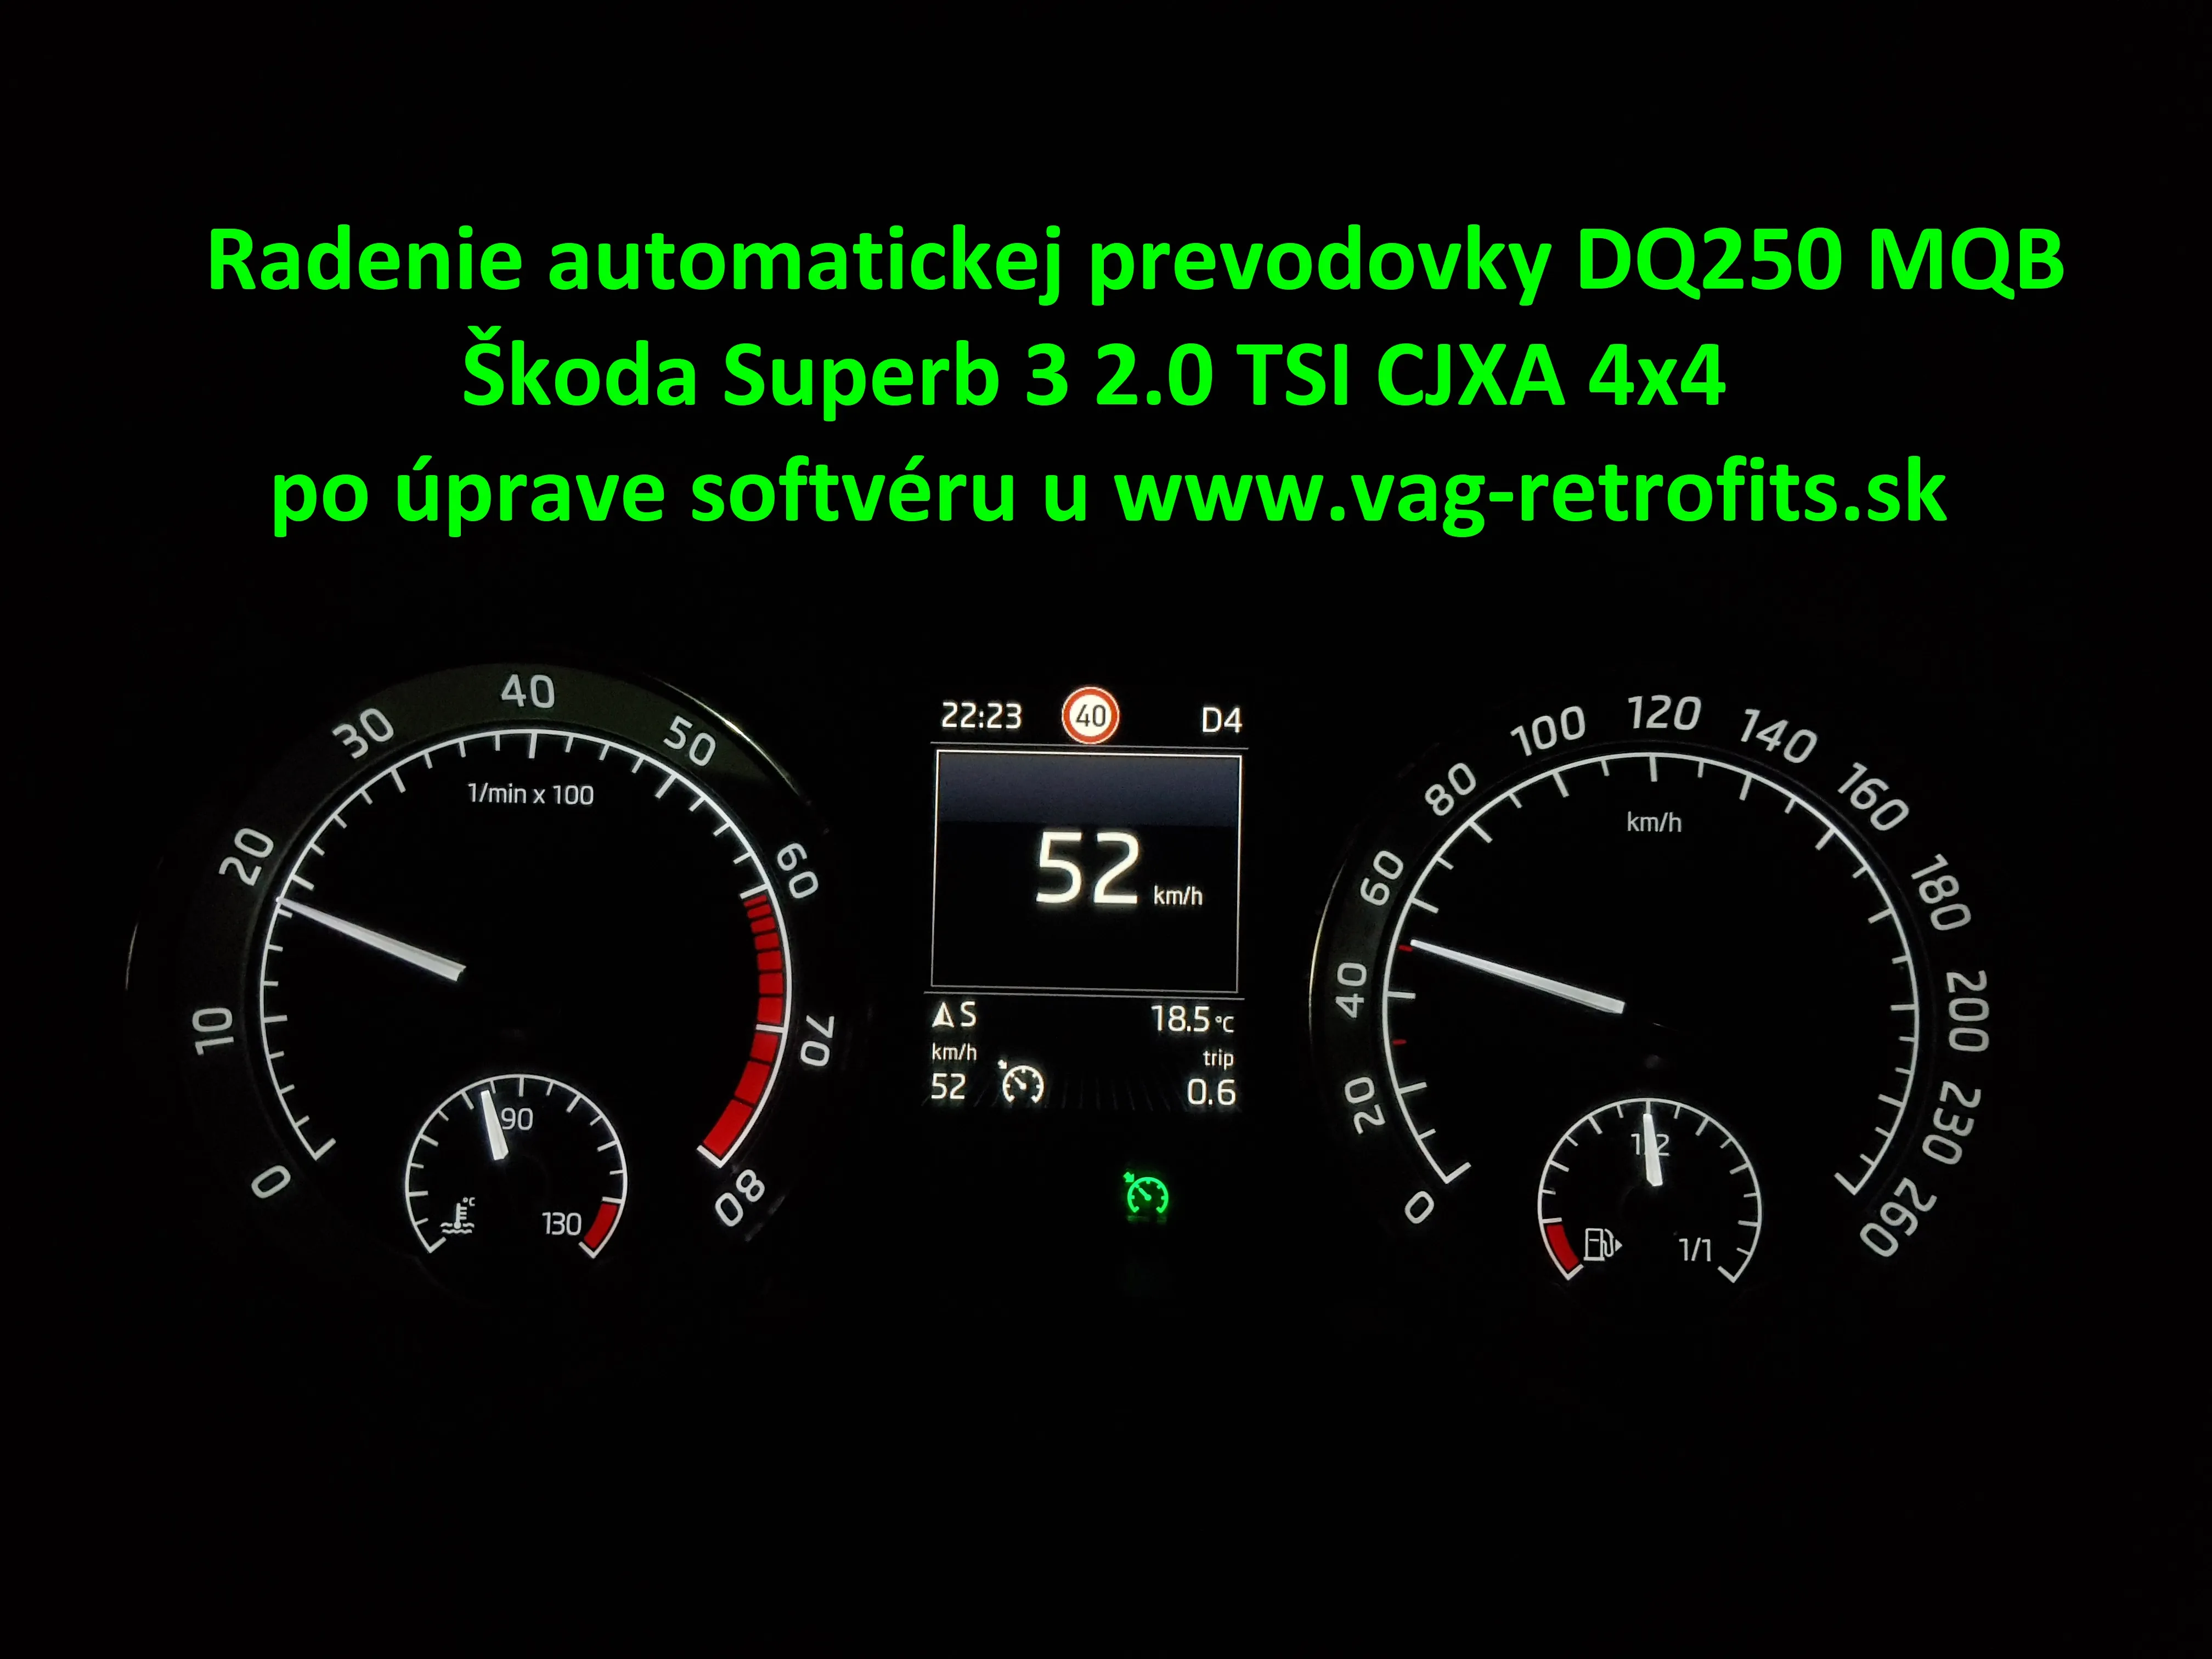 Radenie automatickej prevodovky DQ250 MQB
Škoda Superb 3 2.0 TSI CJXA 4x4
po úprave softvéru u www.vag-retrofits.sk
0
10
20
30
40
50
60
70
80
1/min x 100
90
130
°C
22:23
40
D4
52 km/h
S
18.5 °C
km/h
trip
52
0.6
0
20
40
60
80
100
120
140
160
180
200
230
260
km/h
1/2
1/1